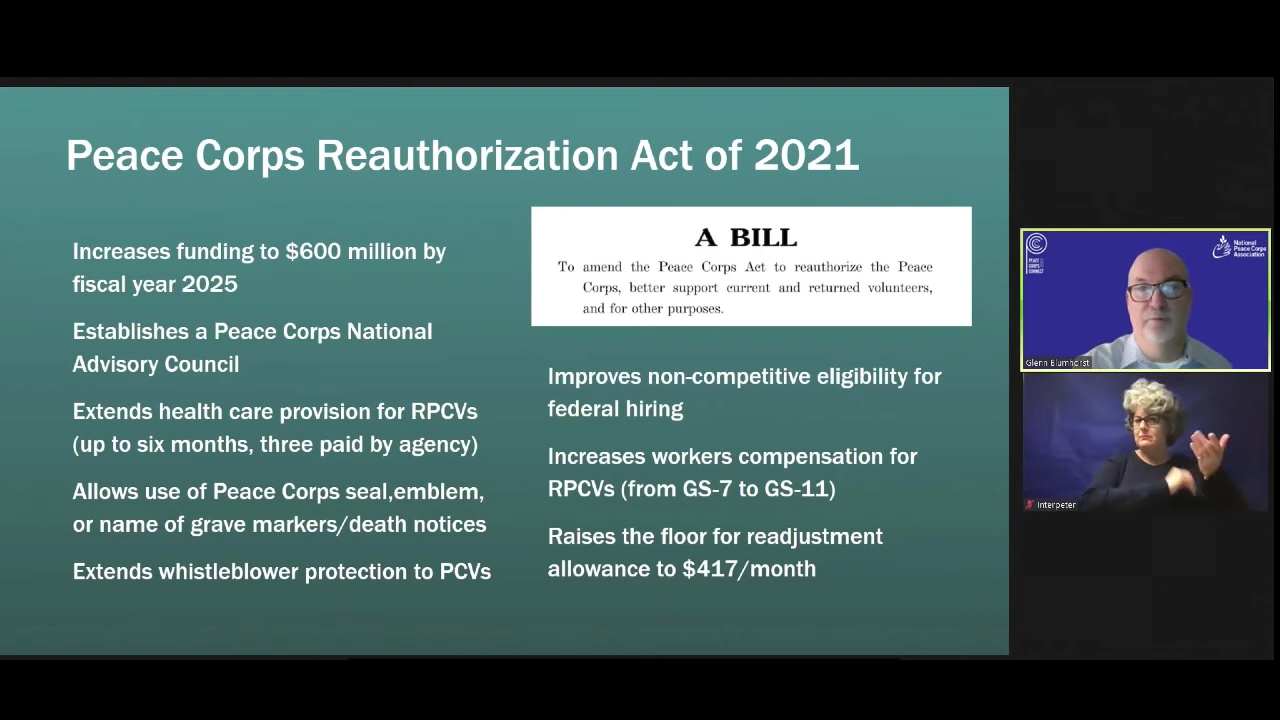 Peace Corps Reauthorization Act of 2021
Increases funding to $600 million by
fiscal year 2025
Establishes a Peace Corps National
Advisory Council
Extends health care provision for RPCVs
(up to six months, three paid by agency)
Allows use of Peace Corps seal,emblem,
or name of grave markers/death notices
Extends whistleblower protection to PCVs
A BILL
To amend the Peace Corps Act to reauthorize the Peace
Corps, better support current and returned volunteers,
and for other purposes.
Improves non-competitive eligibility for
federal hiring
Increases workers compensation for
RPCVs (from GS-7 to GS-11)
Raises the floor for readjustment
allowance to $417/month
PEACE
CORPS
CONNECT
National
Peace Corps
Association
Glenn Blumhorst
Interpeter